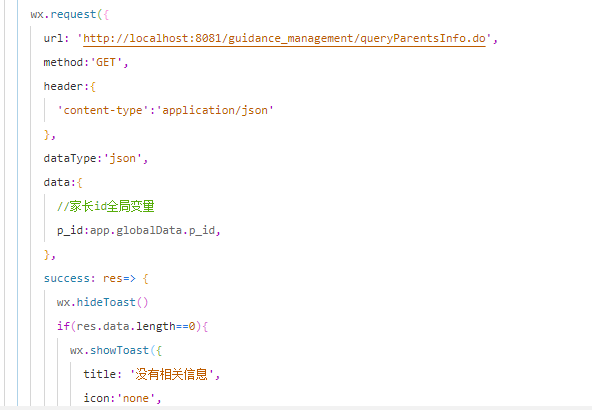 wx.request({
url: 'http://localhost:8081/guidance_management/queryParentsInfo.do',
method:'GET',
header:{
'content-type':'application/json'
},
dataType:'json',
data:{
//家长id全局变量
p_id:app.globalData.p_id,
},
success: res=> {
wx.hideToast()
if(res.data.length==0){
wx.showToast({
title: '没有相关信息',
icon:'none',